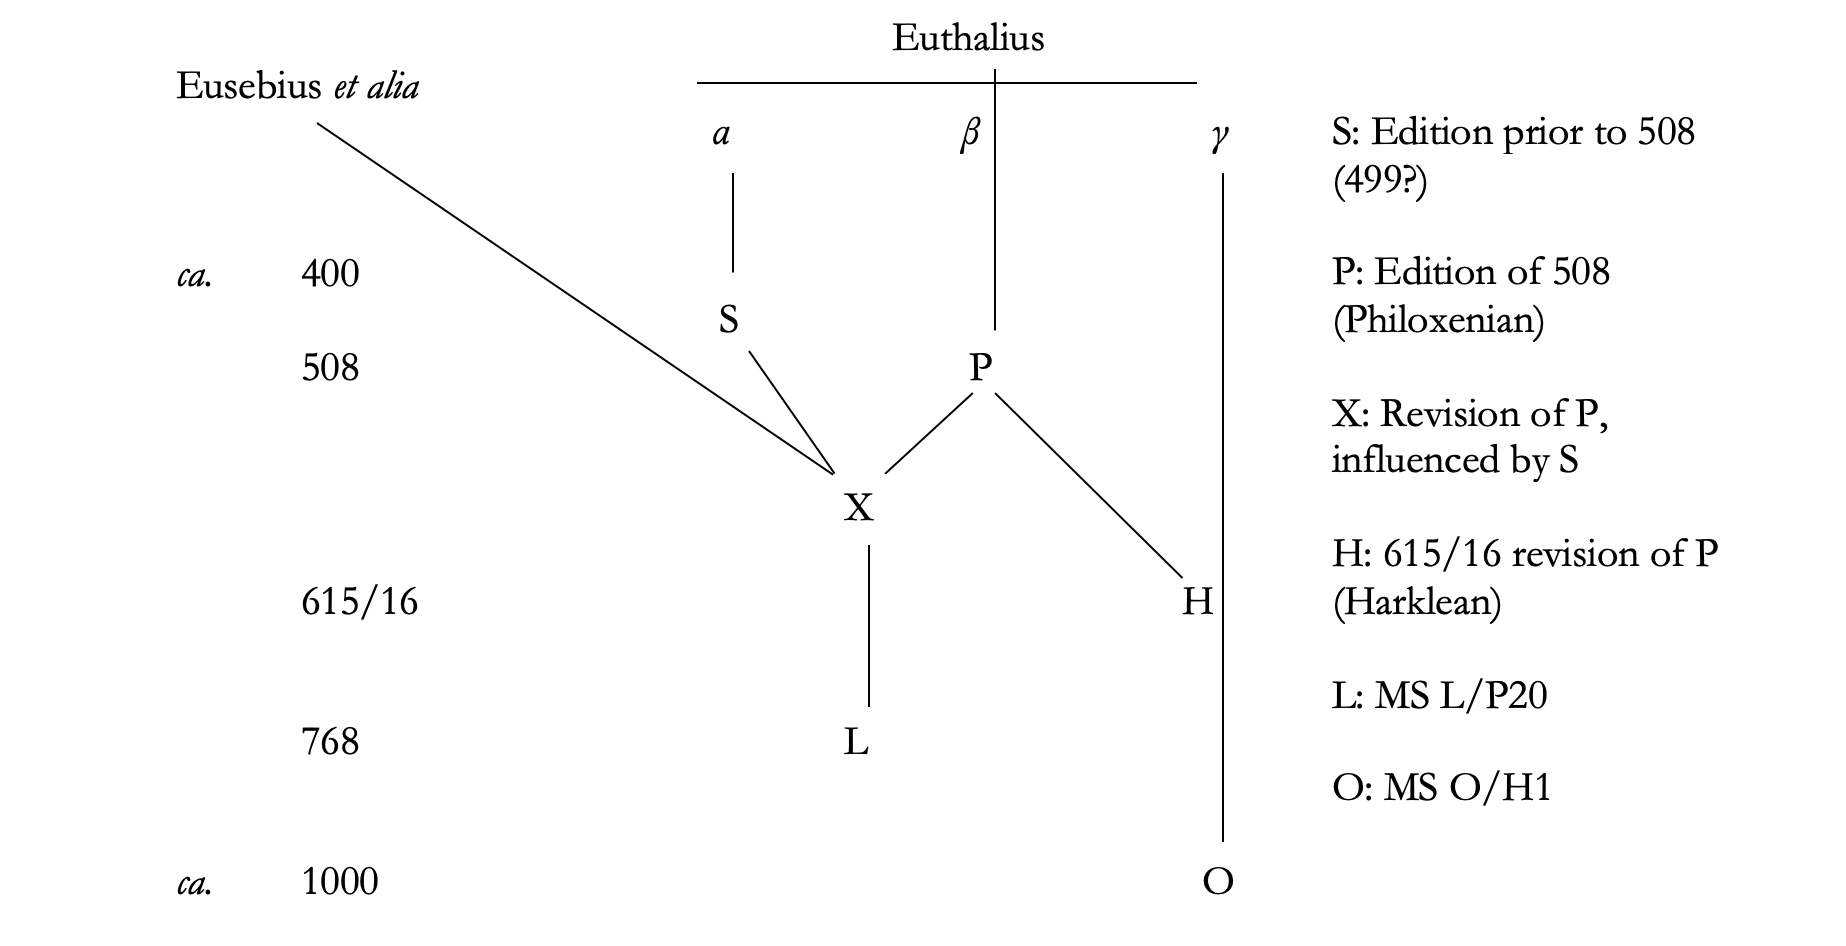 Euthalius
Eusebius et alia
α β γ
ca. 400
S
508
P
X
615/16
H
768
L
ca. 1000
O
S: Edition prior to 508
(499?)
P: Edition of 508
(Philoxenian)
X: Revision of P,
influenced by S
H: 615/16 revision of P
(Harklean)
L: MS L/P20
O: MS O/H1